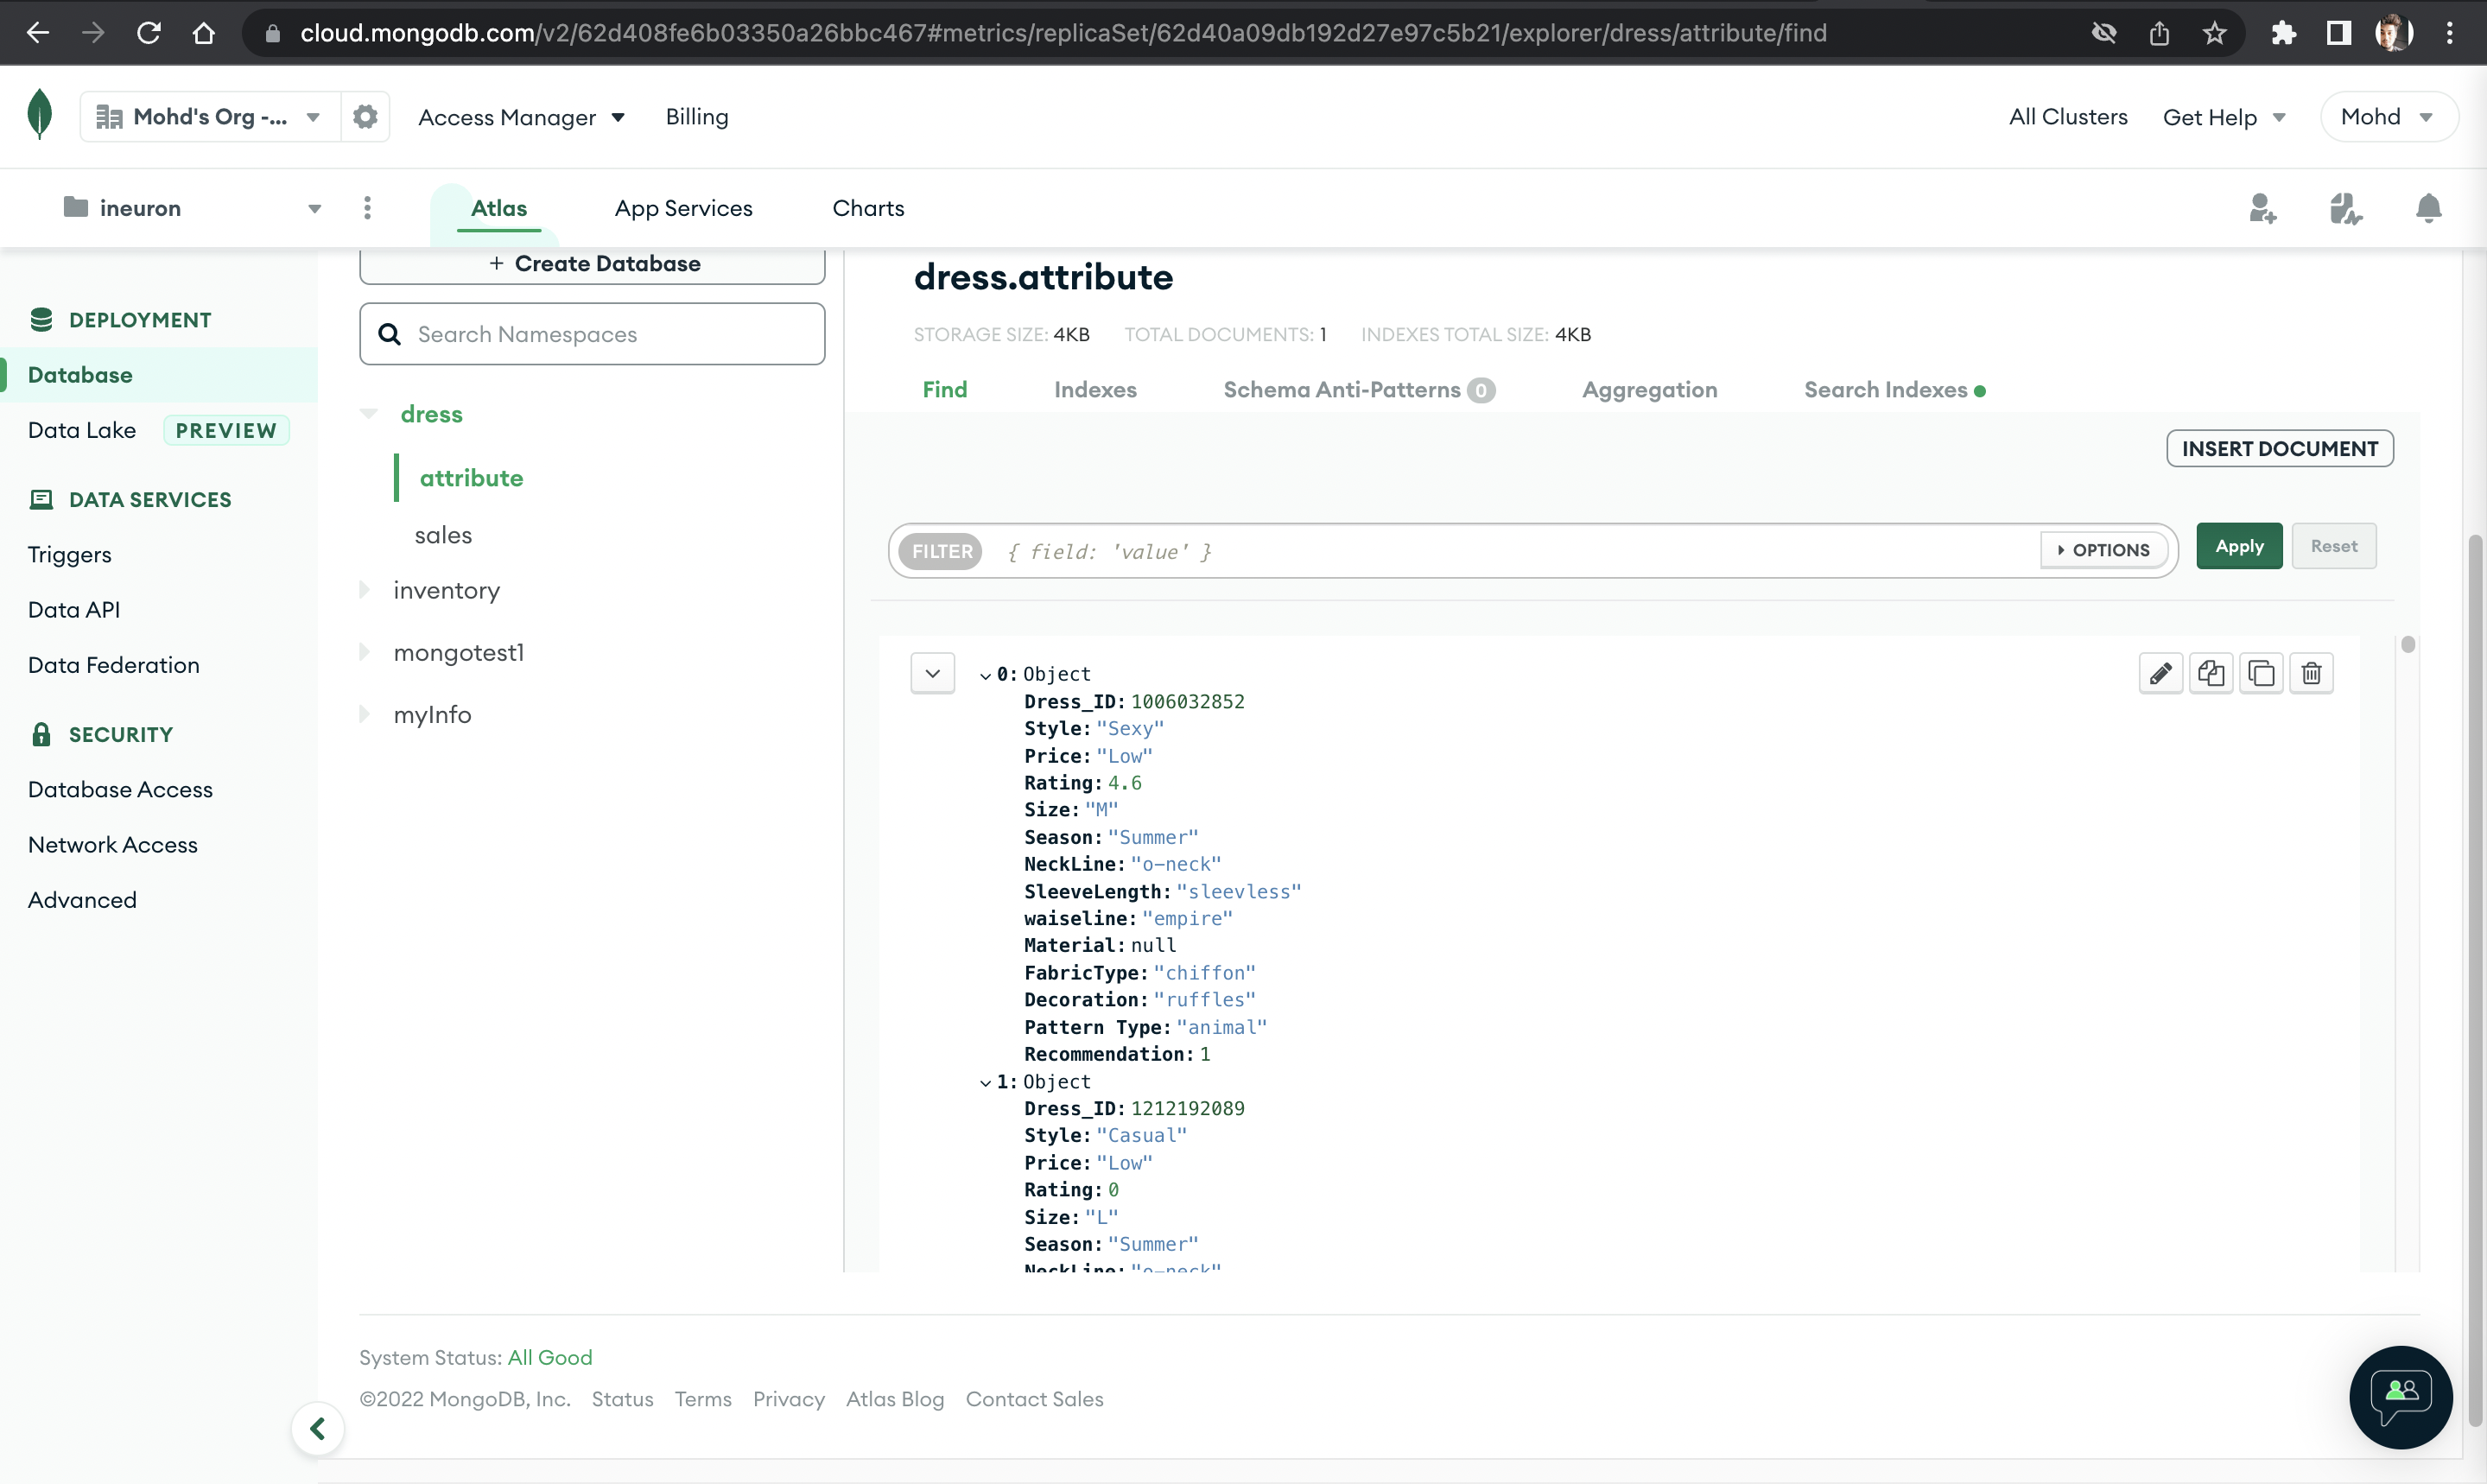 cloud.mongodb.com/v2/62d408fe6b03350a26bbc467#metrics/replicaSet/62d40a09db192d27e97c5b21/explorer/dress/attribute/find
Mohd's Org -...
Access Manager
Billing
All Clusters
Get Help
Mohd
ineuron
Atlas
App Services
Charts
DEPLOYMENT
Database
Data Lake PREVIEW
DATA SERVICES
Triggers
Data API
Data Federation
SECURITY
Database Access
Network Access
Advanced
+ Create Database
Search Namespaces
dress
attribute
sales
inventory
mongotest1
myInfo
dress.attribute
STORAGE SIZE: 4KB TOTAL DOCUMENTS: 1 INDEXES TOTAL SIZE: 4KB
Find Indexes Schema Anti-Patterns 0 Aggregation Search Indexes
INSERT DOCUMENT
FILTER { field: 'value' } OPTIONS Apply Reset
0: Object
Dress_ID: 1006032852
Style: "Sexy"
Price: "Low"
Rating: 4.6
Size: "M"
Season: "Summer"
NeckLine: "o-neck"
SleeveLength: "sleevless"
waiseline: "empire"
Material: null
FabricType: "chiffon"
Decoration: "ruffles"
Pattern Type: "animal"
Recommendation: 1
1: Object
Dress_ID: 1212192089
Style: "Casual"
Price: "Low"
Rating: 0
Size: "L"
Season: "Summer"
NeckLine: "o-neck"
System Status: All Good
©2022 MongoDB, Inc. Status Terms Privacy Atlas Blog Contact Sales